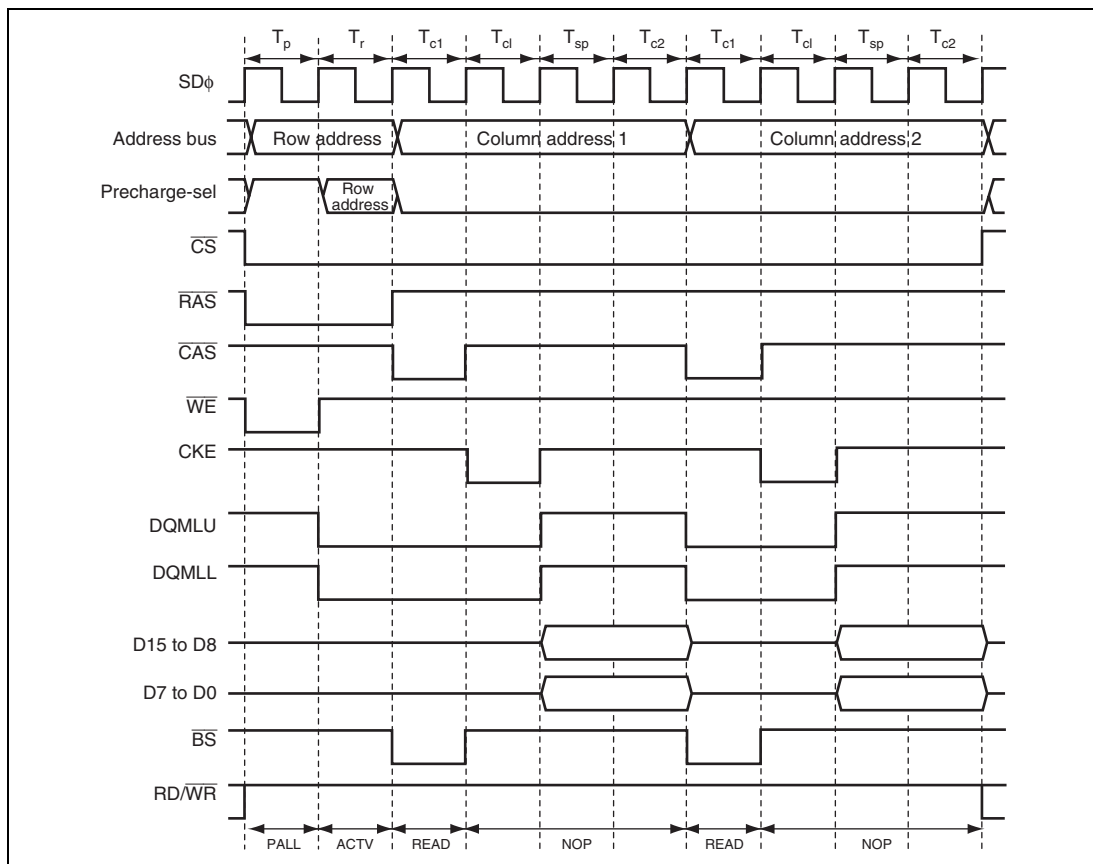 Tp Tr Tc1 Tcl Tsp Tc2 Tc1 Tcl Tsp Tc2
SDϕ
Address bus Row address Column address 1 Column address 2
Precharge-sel Row address
CS
RAS
CAS
WE
CKE
DQMLU
DQMLL
D15 to D8
D7 to D0
BS
RD/WR
PALL ACTV READ NOP READ NOP